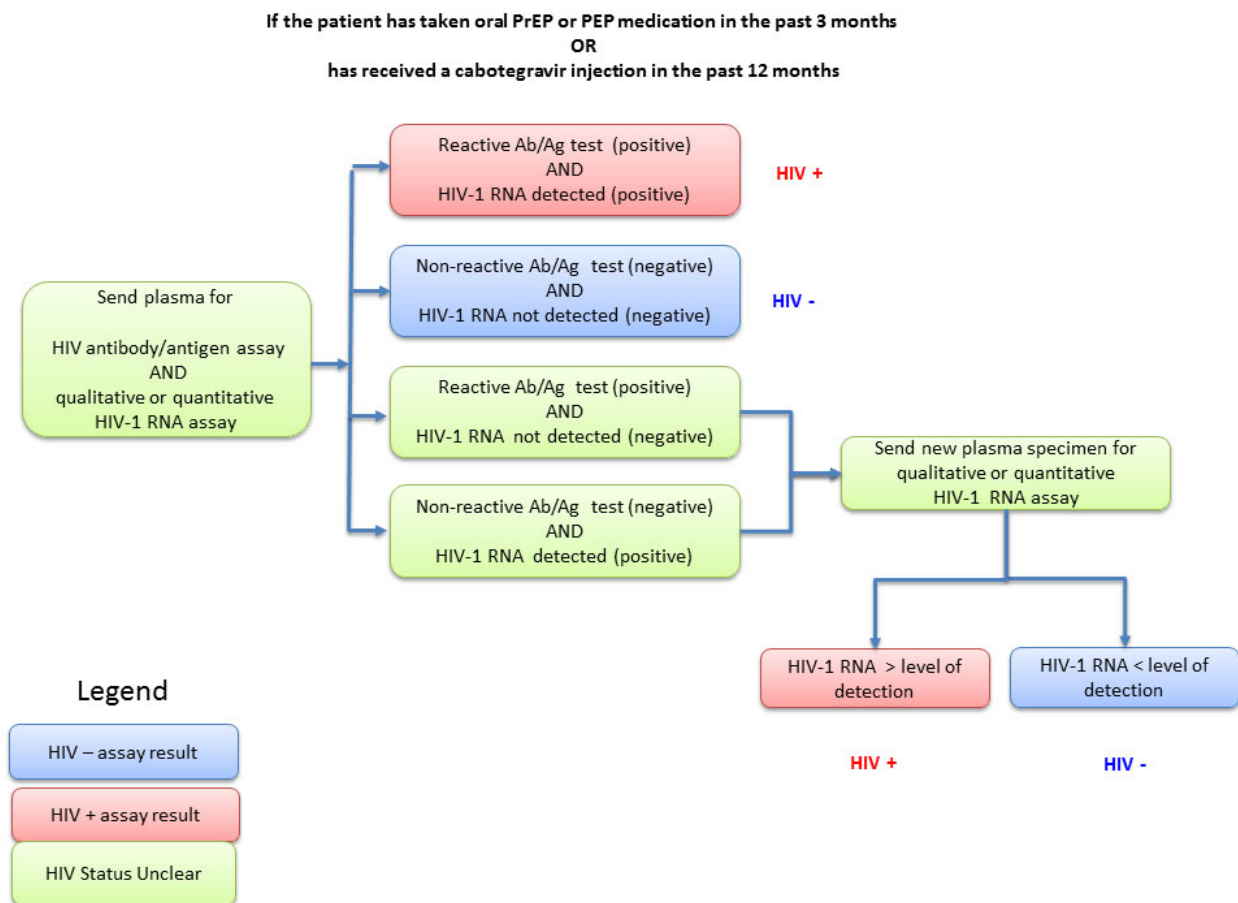 If the patient has taken oral PrEP or PEP medication in the past 3 months
OR
has received a cabotegravir injection in the past 12 months
Reactive Ab/Ag test (positive)
AND
HIV-1 RNA detected (positive)
HIV +
Non-reactive Ab/Ag test (negative)
AND
HIV-1 RNA not detected (negative)
HIV -
Send plasma for
HIV antibody/antigen assay
AND
qualitative or quantitative
HIV-1 RNA assay
Reactive Ab/Ag test (positive)
AND
HIV-1 RNA not detected (negative)
Non-reactive Ab/Ag test (negative)
AND
HIV-1 RNA detected (positive)
Send new plasma specimen for
qualitative or quantitative
HIV-1 RNA assay
HIV-1 RNA > level of
detection
HIV-1 RNA < level of
detection
HIV +
HIV -
Legend
HIV – assay result
HIV + assay result
HIV Status Unclear